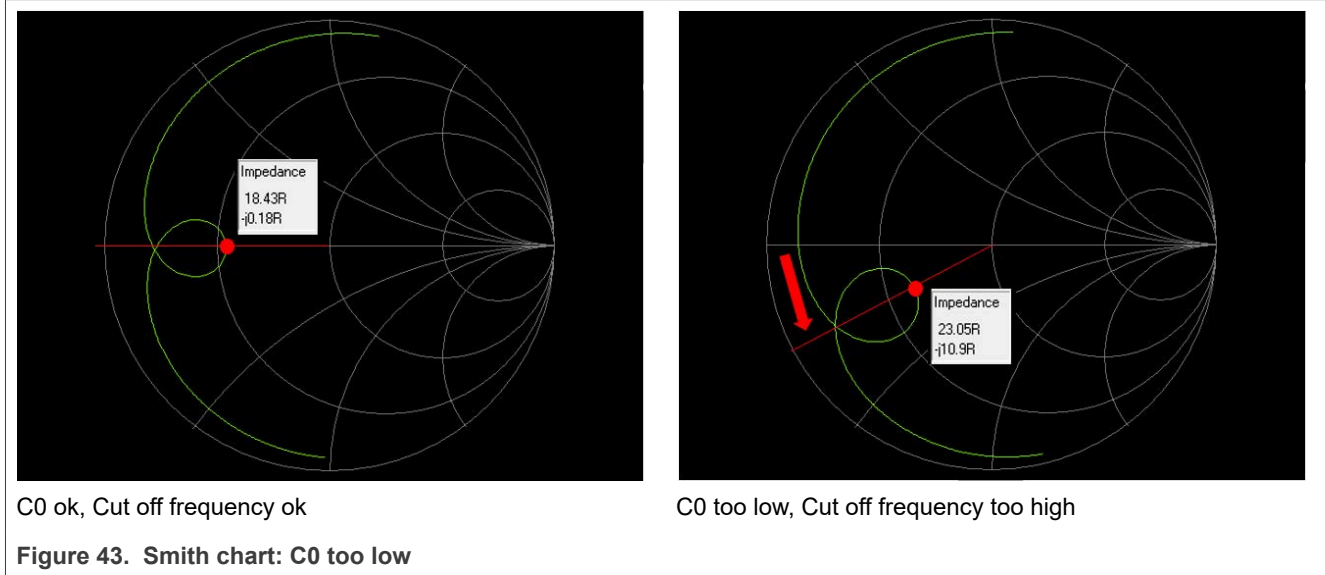 Impedance
18.43R
-j0.18R
Impedance
23.05R
-j10.9R
C0 ok, Cut off frequency ok
C0 too low, Cut off frequency too high
Figure 43. Smith chart: C0 too low